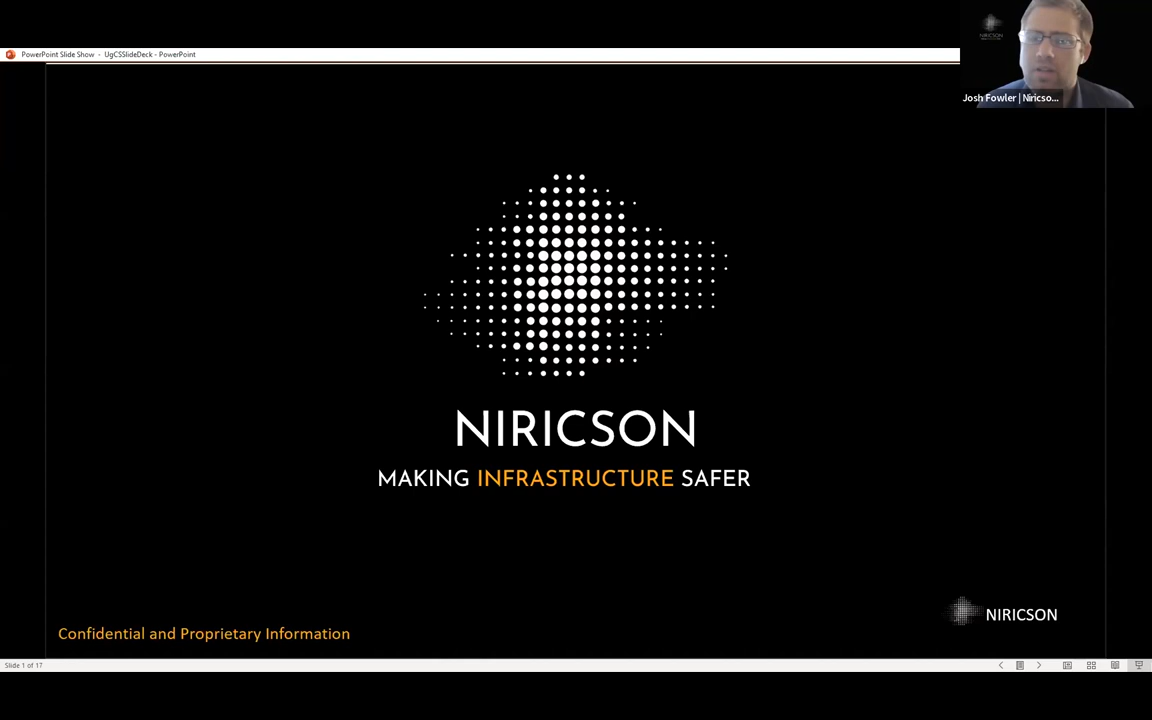 PowerPoint Slide Show - UgCSSlideDeck - PowerPoint
NIRICSON
Josh Fowler | Niricso...
NIRICSON
MAKING INFRASTRUCTURE SAFER
NIRICSON
Confidential and Proprietary Information
Slide 1 of 17